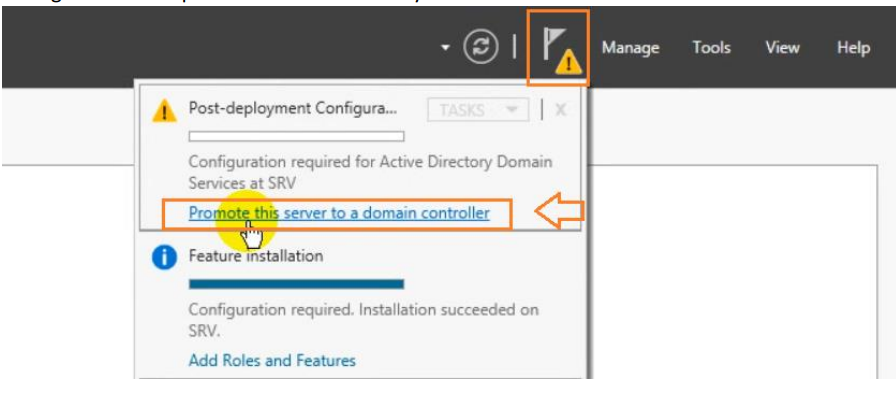 Manage Tools View Help
Post-deployment Configura... TASKS X
Configuration required for Active Directory Domain
Services at SRV
Promote this server to a domain controller
Feature installation
Configuration required. Installation succeeded on
SRV.
Add Roles and Features